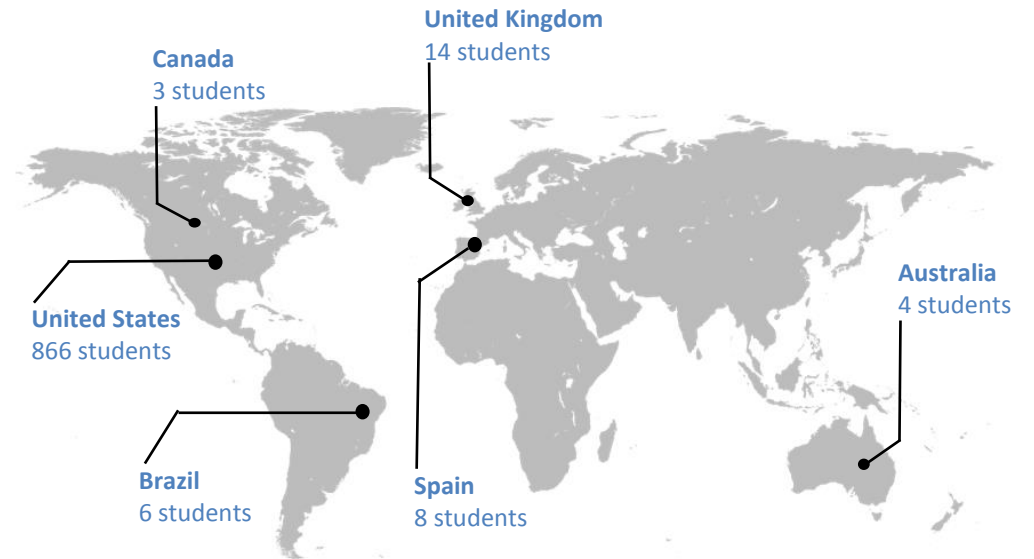 United Kingdom
14 students
Canada
3 students
Australia
4 students
United States
866 students
Brazil
6 students
Spain
8 students